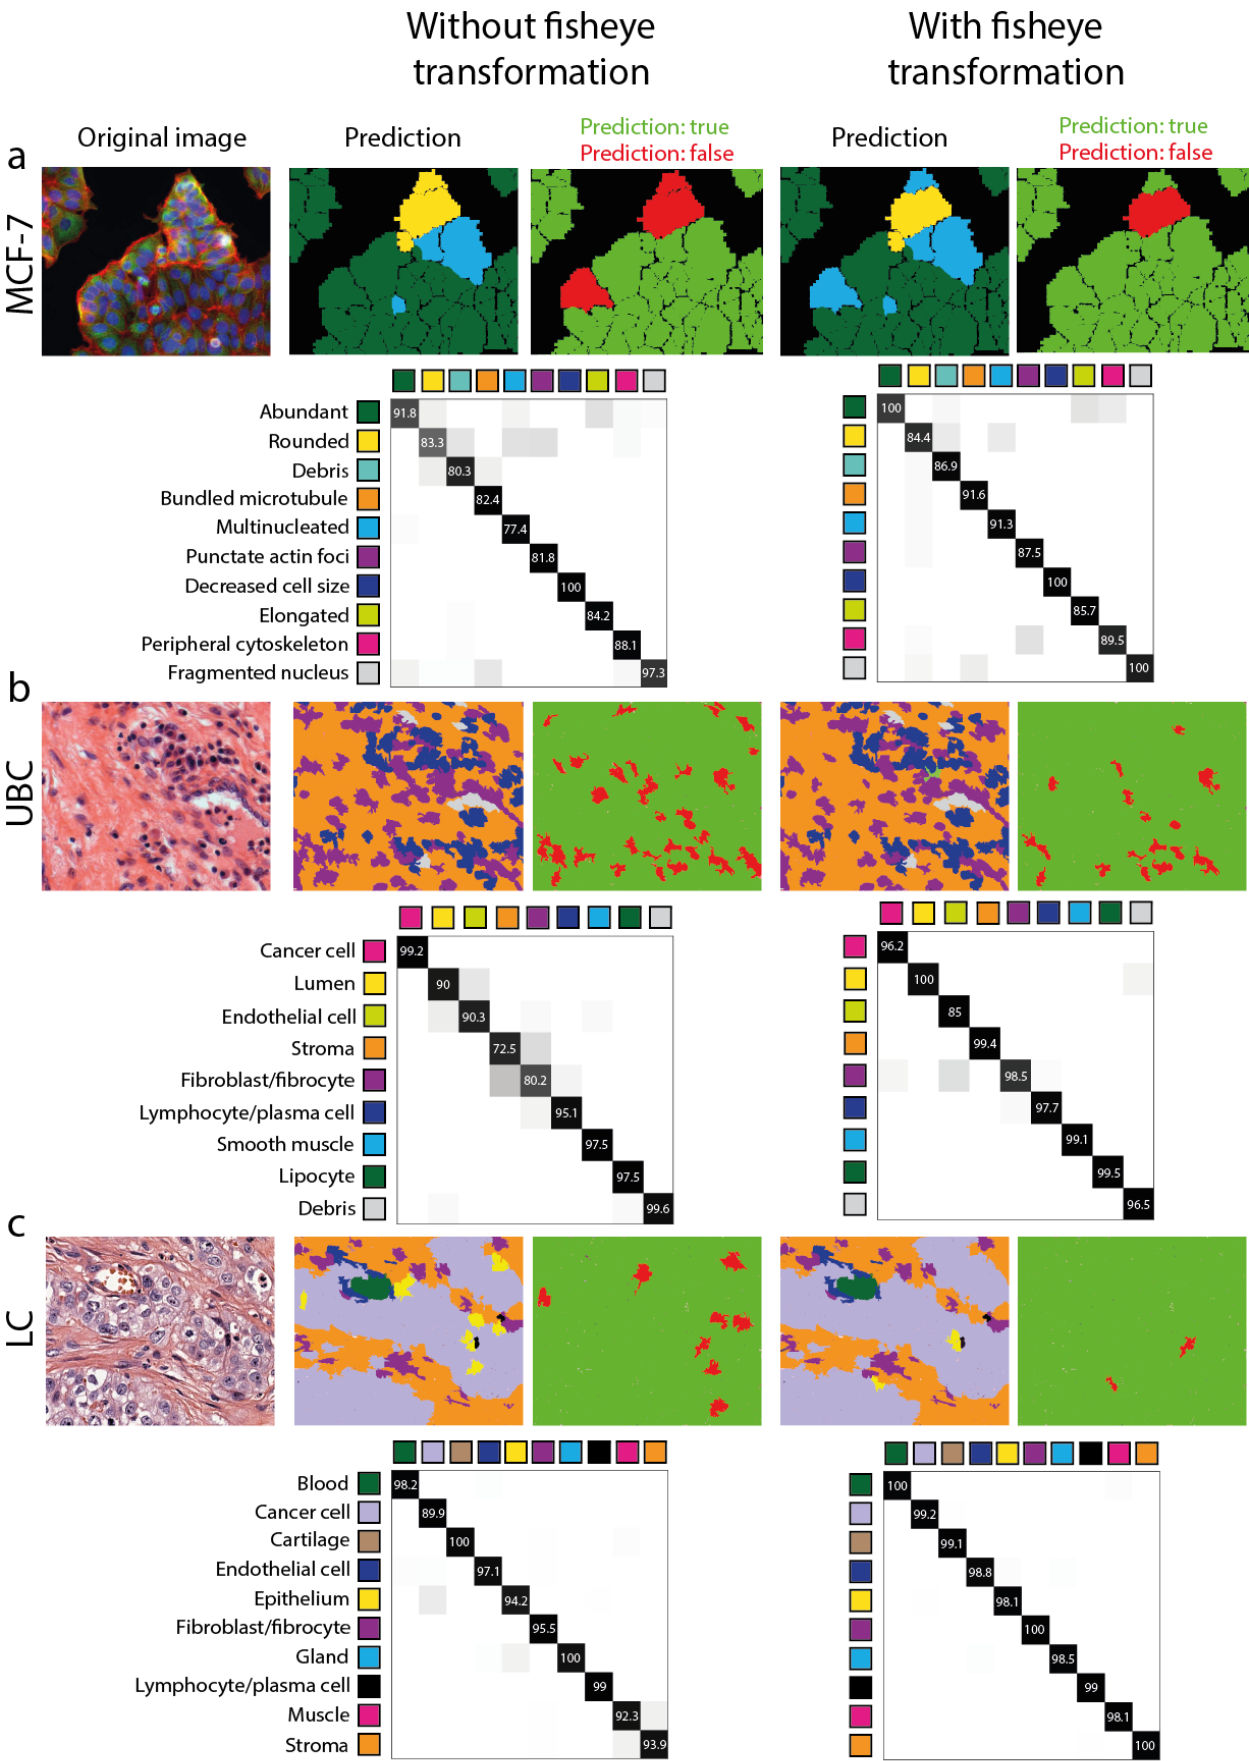 Without fisheye
transformation
With fisheye
transformation
Original image
Prediction
Prediction: true
Prediction: false
Prediction
Prediction: true
Prediction: false
a
MCF-7
Abundant
Rounded
Debris
Bundled microtubule
Multinucleated
Punctate actin foci
Decreased cell size
Elongated
Peripheral cytoskeleton
Fragmented nucleus
91.8
83.3
80.3
82.4
77.4
81.8
100
84.2
88.1
97.3
100
84.4
86.9
91.6
91.3
87.5
100
85.7
89.5
100
b
UBC
Cancer cell
Lumen
Endothelial cell
Stroma
Fibroblast/fibrocyte
Lymphocyte/plasma cell
Smooth muscle
Lipocyte
Debris
99.2
90
90.3
72.5
80.2
95.1
97.5
97.5
99.6
96.2
100
85
99.4
98.5
97.7
99.1
99.5
96.5
c
LC
Blood
Cancer cell
Cartilage
Endothelial cell
Epithelium
Fibroblast/fibrocyte
Gland
Lymphocyte/plasma cell
Muscle
Stroma
98.2
89.9
100
97.1
94.2
95.5
100
99
92.3
93.9
100
99.2
99.1
98.8
98.1
100
98.5
99
98.1
100